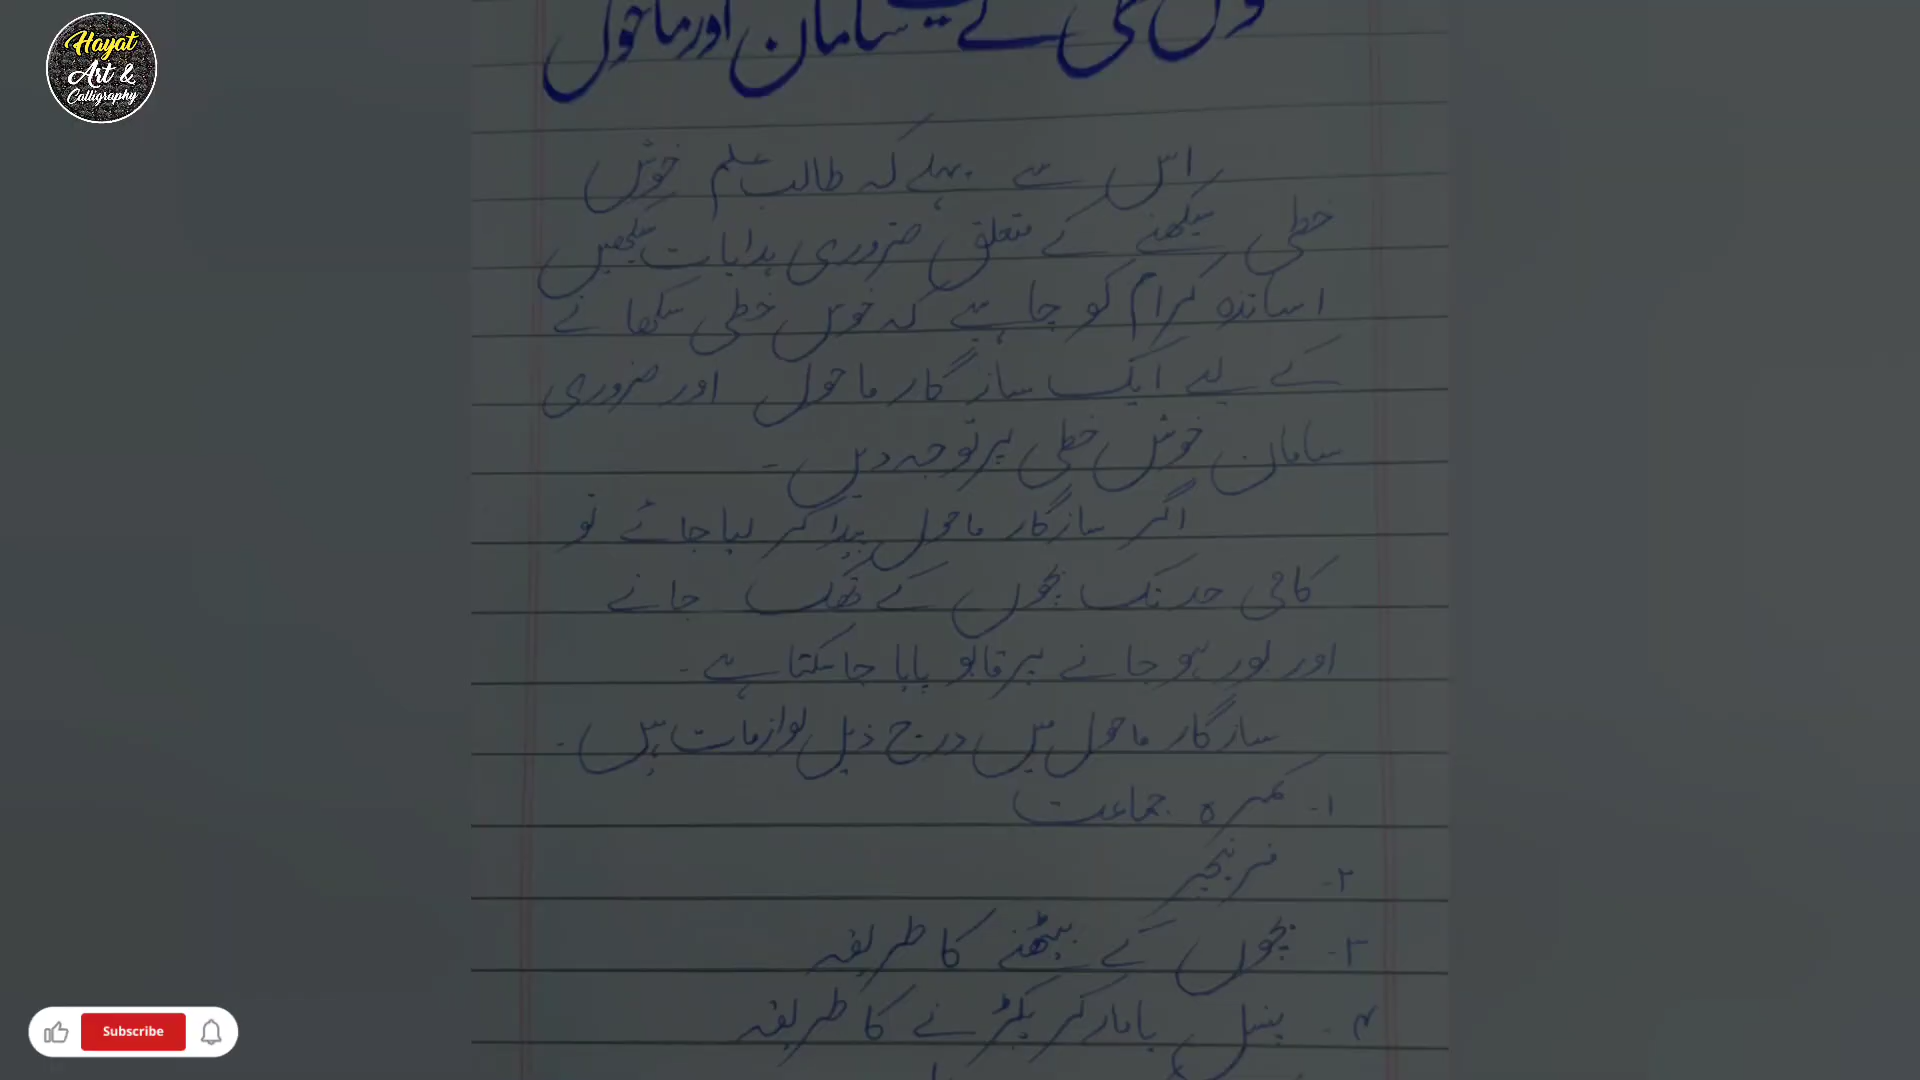 Hayat
Art &
Calligraphy
خوش خطی کے لیے سامان اور ماحول
اس سے پہلے کہ طالب علم خوش
خطی سیکھنے کے متعلق ضروری ہدایات سیکھیں
اساتذہ کرام کو چاہیے کہ خوش خطی سکھانے
کے لیے ایک سازگار ماحول اور ضروری
سامان خوش خطی پر توجہ دیں ۔
اگر سازگار ماحول پیدا کر لیا جائے تو
کافی حد تک بچوں کے تھک جانے
اور بور ہو جانے پر قابو پایا جا سکتا ہے ۔
سازگار ماحول میں درج ذیل لوازمات ہیں ۔
۱۔ کمرہ جماعت
۲۔ فرنیچر
۳۔ بچوں کے بیٹھنے کا طریقہ
۴۔ پنسل یا مارکر پکڑنے کا طریقہ
Subscribe